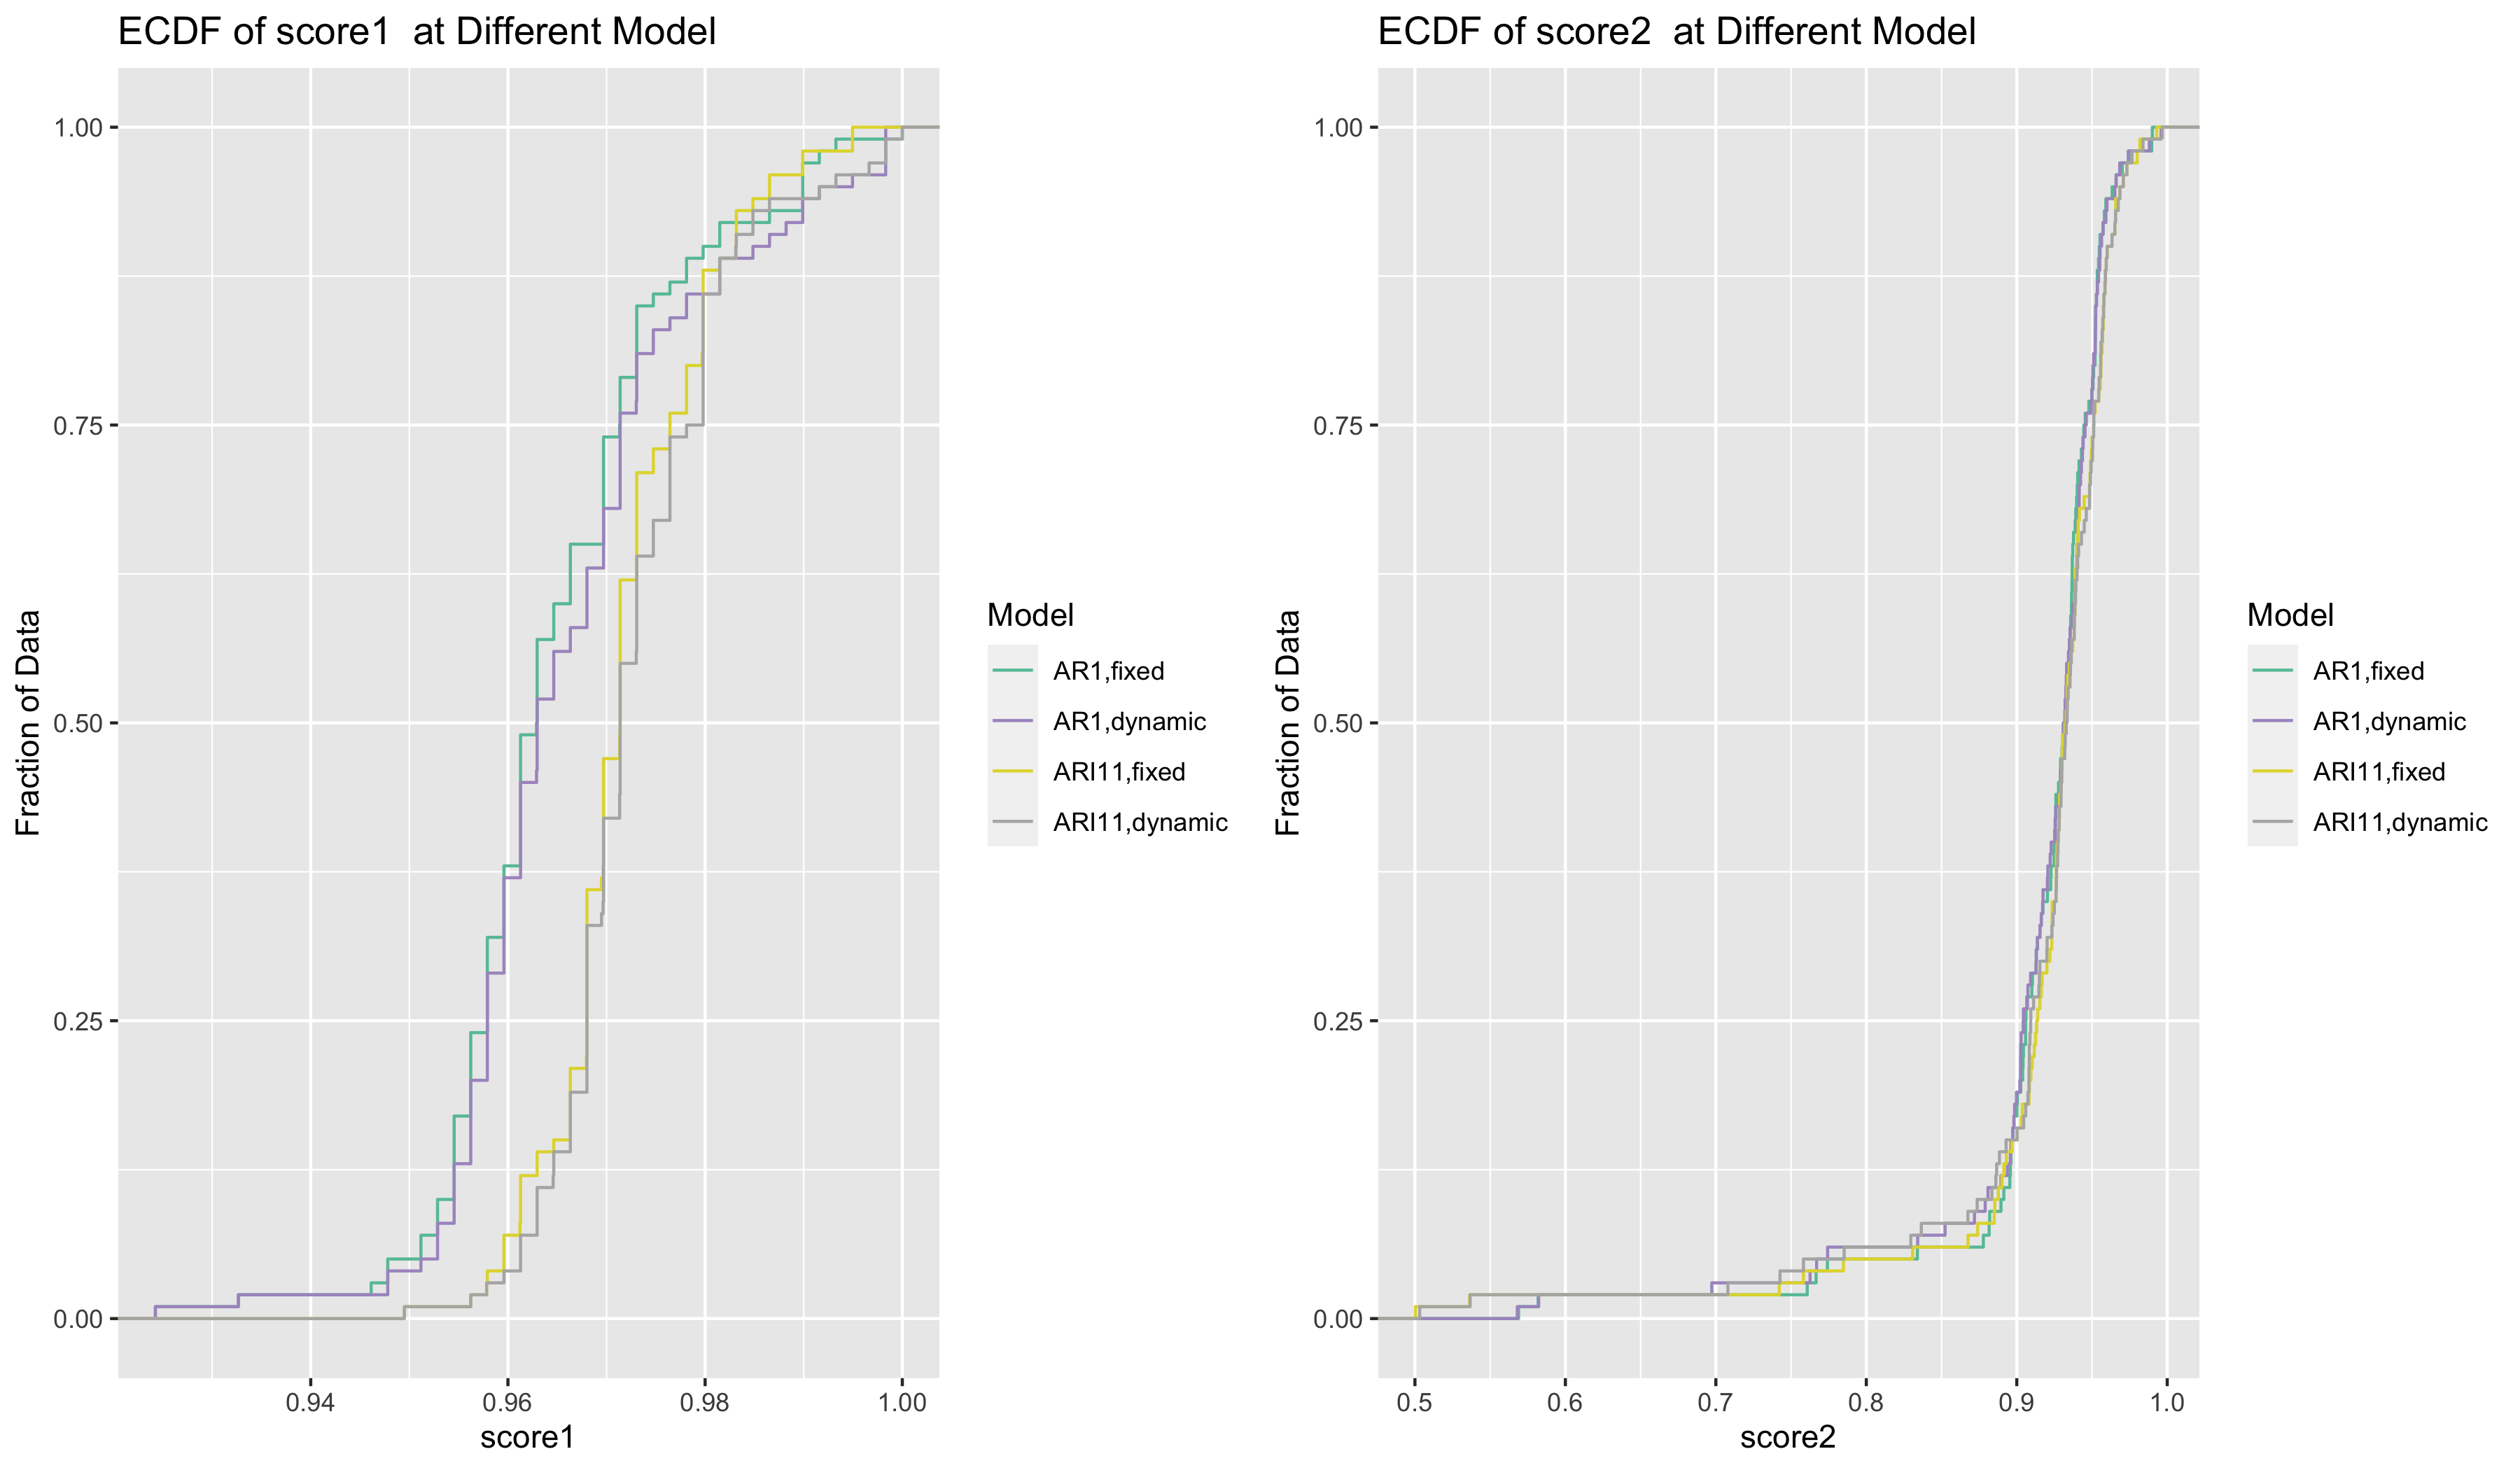 ECDF of score1  at Different Model
1.00
0.75
0.50
0.25
0.00
Fraction of Data
0.94
0.96
0.98
1.00
score1
Model
AR1,fixed
AR1,dynamic
ARI11,fixed
ARI11,dynamic
ECDF of score2  at Different Model
1.00
0.75
0.50
0.25
0.00
Fraction of Data
0.5
0.6
0.7
0.8
0.9
1.0
score2
Model
AR1,fixed
AR1,dynamic
ARI11,fixed
ARI11,dynamic